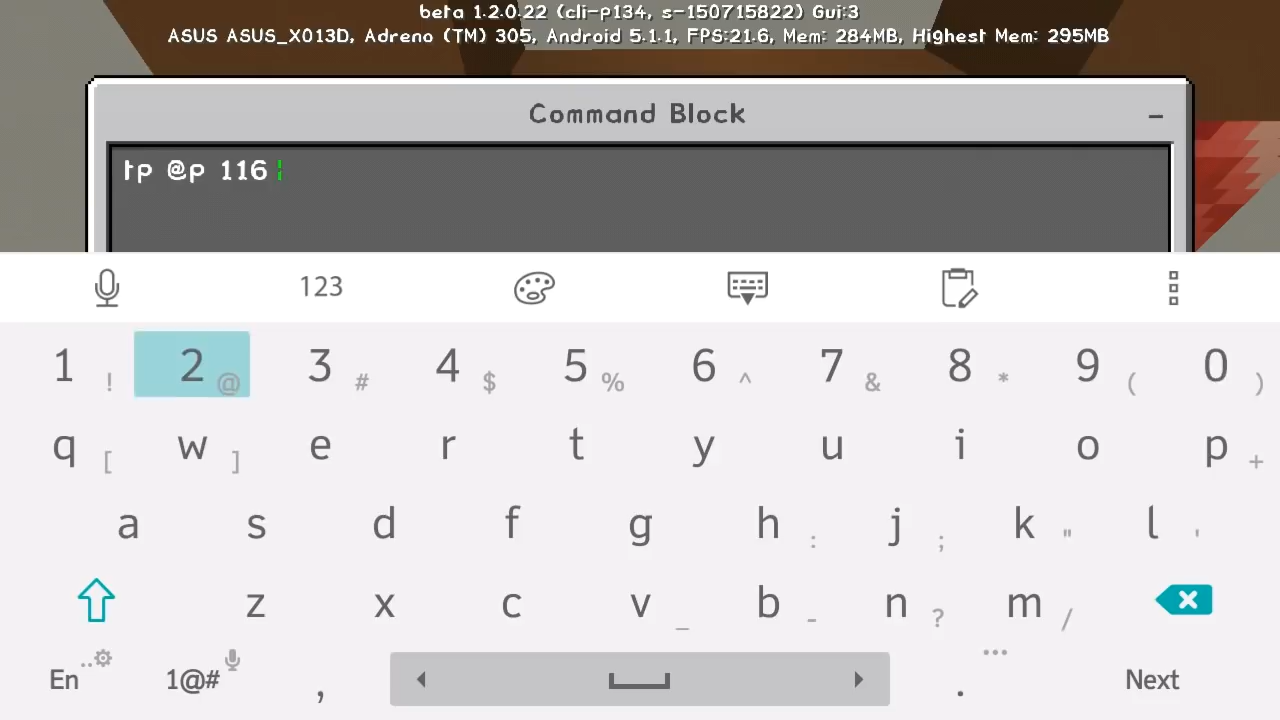 beta 1.2.0.22 (cli-p134, s-150715822) Gui:3
ASUS ASUS_X013D, Adreno (TM) 305, Android 5.1.1, FPS:21.6, Mem: 284MB, Highest Mem: 295MB
Command Block
tp @p 116
123
1 ! 2 @ 3 # 4 $ 5 % 6 ^ 7 & 8 * 9 ( 0 )
q [ w ] e r t y u i o p +
a s d f g h : j ; k " l '
z x c v _ b - n ? m /
En 1@# , . Next